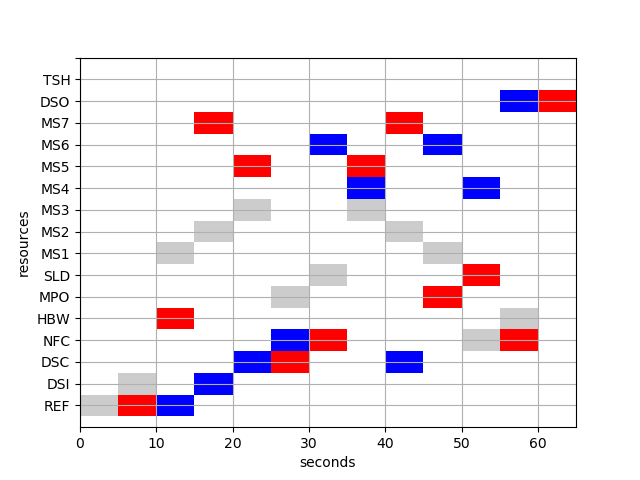 TSH
DSO
MS7
MS6
MS5
MS4
MS3
MS2
MS1
SLD
MPO
HBW
NFC
DSC
DSI
REF
resources
0 10 20 30 40 50 60
seconds